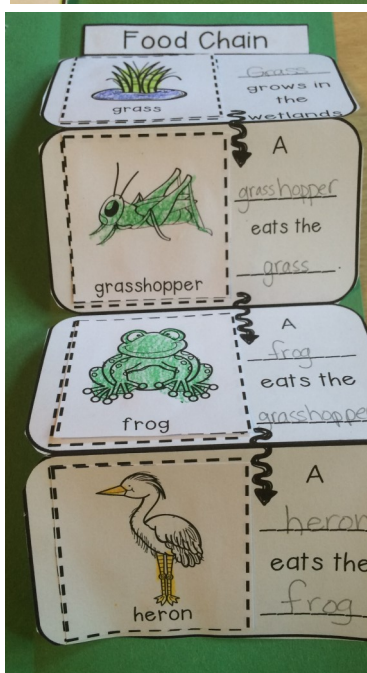 Food Chain
grass
Grass
grows in
the
wetlands
grasshopper
A
grasshopper
eats the
grass.
frog
A
frog
eats the
grasshoppe
heron
A
heron
eats the
frog